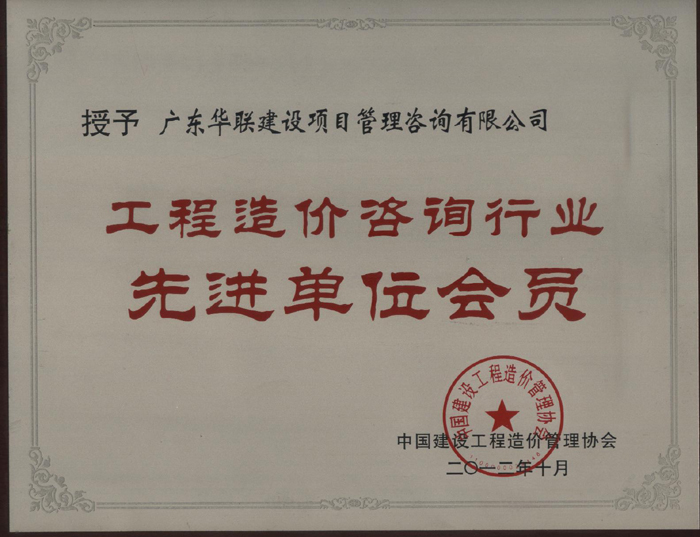 授予 广东华联建设项目管理咨询有限公司
工程造价咨询行业
先进单位会员
中国建设工程造价管理协会
中国建设工程造价管理协会
二〇一二年十月